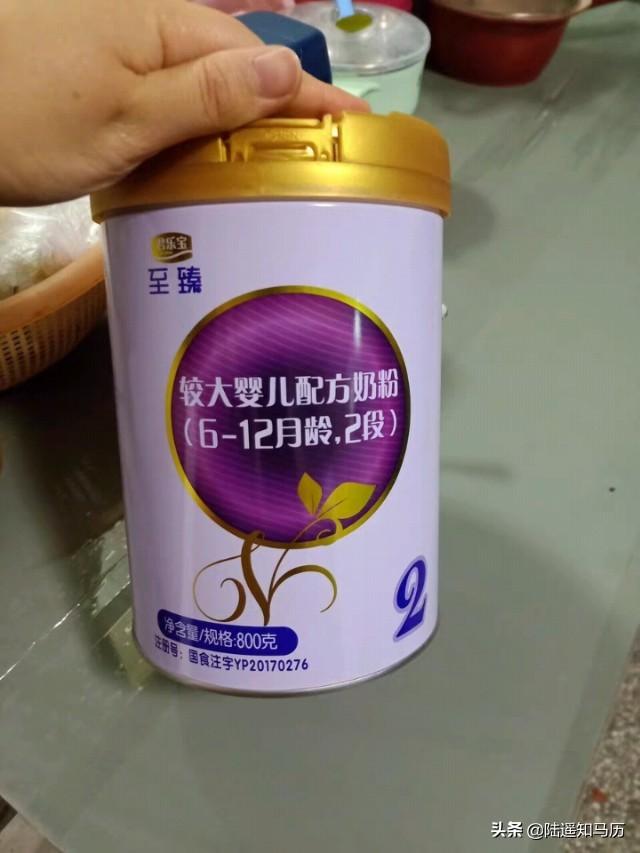 君乐宝
至臻
较大婴儿配方奶粉
(6-12月龄,2段)
2
净含量/规格:800克
注册号: 国食注字YP20170276
头条 @陆遥知马历